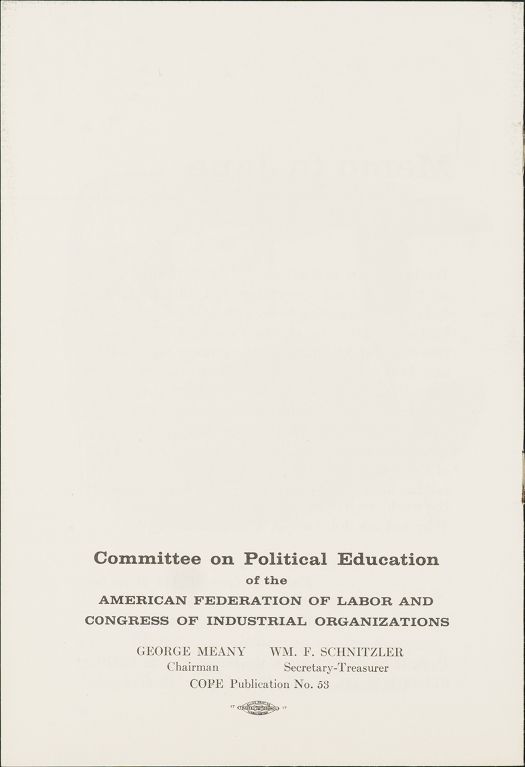 Committee on Political Education
of the
AMERICAN FEDERATION OF LABOR AND
CONGRESS OF INDUSTRIAL ORGANIZATIONS
GEORGE MEANY WM. F. SCHNITZLER
Chairman Secretary-Treasurer
COPE Publication No. 53